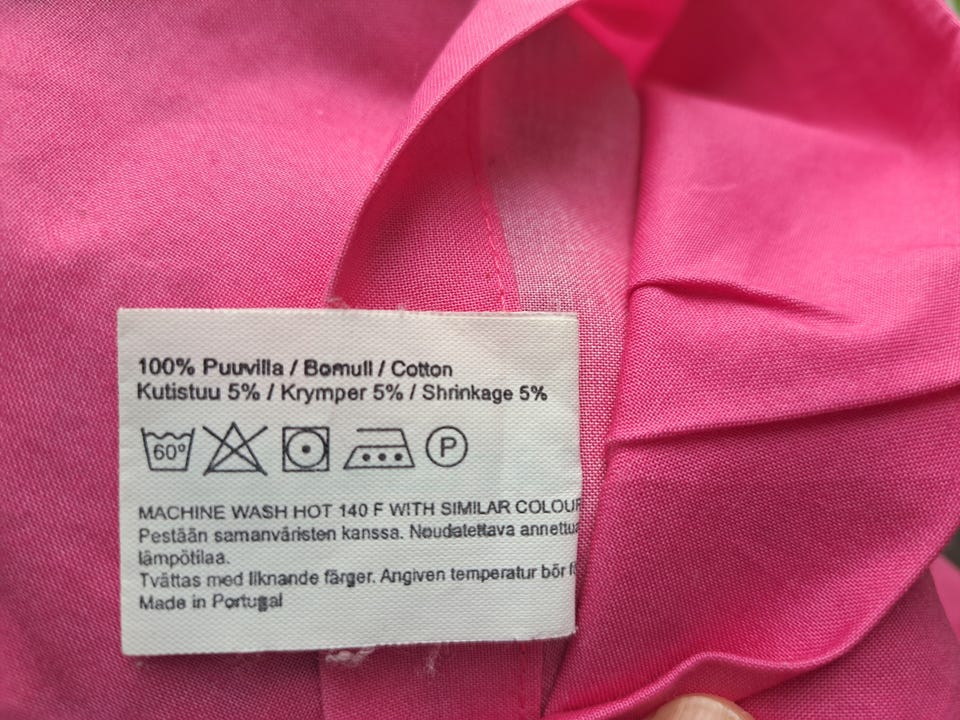 100% Puuvilla / Bomull / Cotton
Kutistuu 5% / Krymper 5% / Shrinkage 5%
60° P
MACHINE WASH HOT 140 F WITH SIMILAR COLOUR
Pestään samanväristen kanssa. Noudatettava annettua
lämpötilaa.
Tvättas med liknande färger. Angiven temperatur bör
Made in Portugal